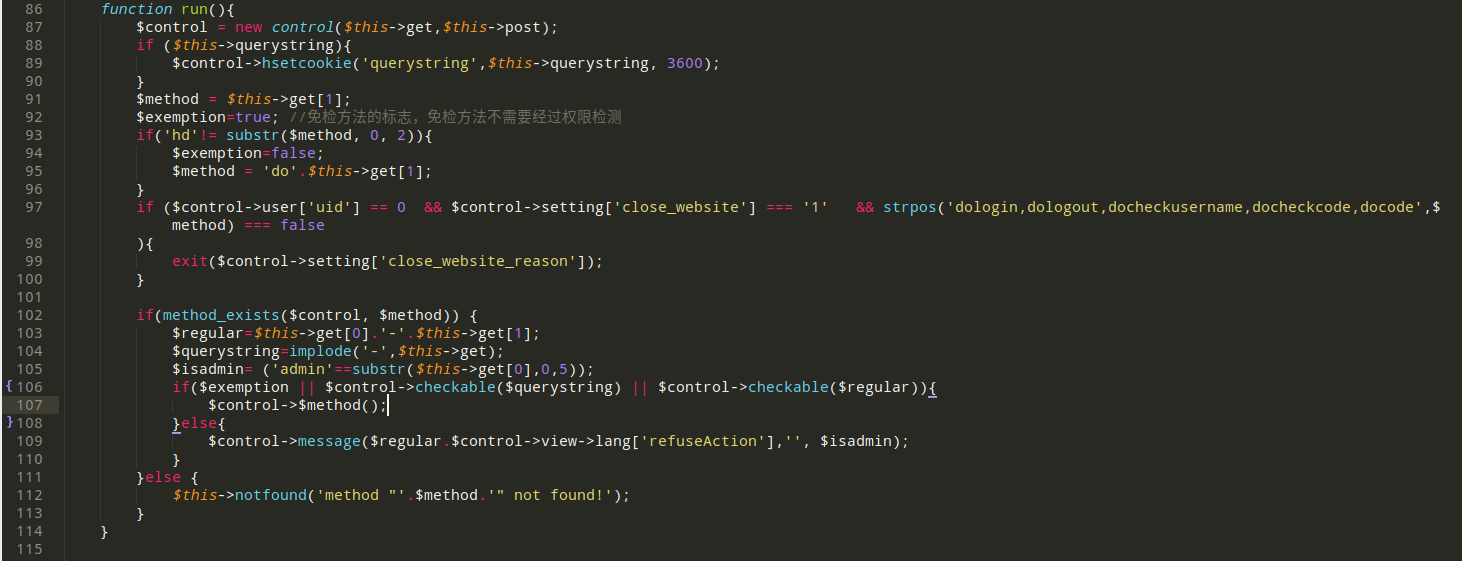 86 function run(){
87 $control = new control($this->get,$this->post);
88 if ($this->querystring){
89 $control->hsetcookie('querystring',$this->querystring, 3600);
90 }
91 $method = $this->get[1];
92 $exemption=true; //免检方法的标志，免检方法不需要经过权限检测
93 if('hd'!= substr($method, 0, 2)){
94 $exemption=false;
95 $method = 'do'.$this->get[1];
96 }
97 if ($control->user['uid'] == 0  && $control->setting['close_website'] === '1'   && strpos('dologin,dologout,docheckusername,docheckcode,docode',$
method) === false
98 ){
99 exit($control->setting['close_website_reason']);
100 }
101
102 if(method_exists($control, $method)) {
103 $regular=$this->get[0].'-'.$this->get[1];
104 $querystring=implode('-',$this->get);
105 $isadmin= ('admin'==substr($this->get[0],0,5));
{ 106 if($exemption || $control->checkable($querystring) || $control->checkable($regular)){
107 $control->$method();
} 108 }else{
109 $control->message($regular.$control->view->lang['refuseAction'],'', $isadmin);
110 }
111 }else {
112 $this->notfound('method "'.$method.'" not found!');
113 }
114 }
115